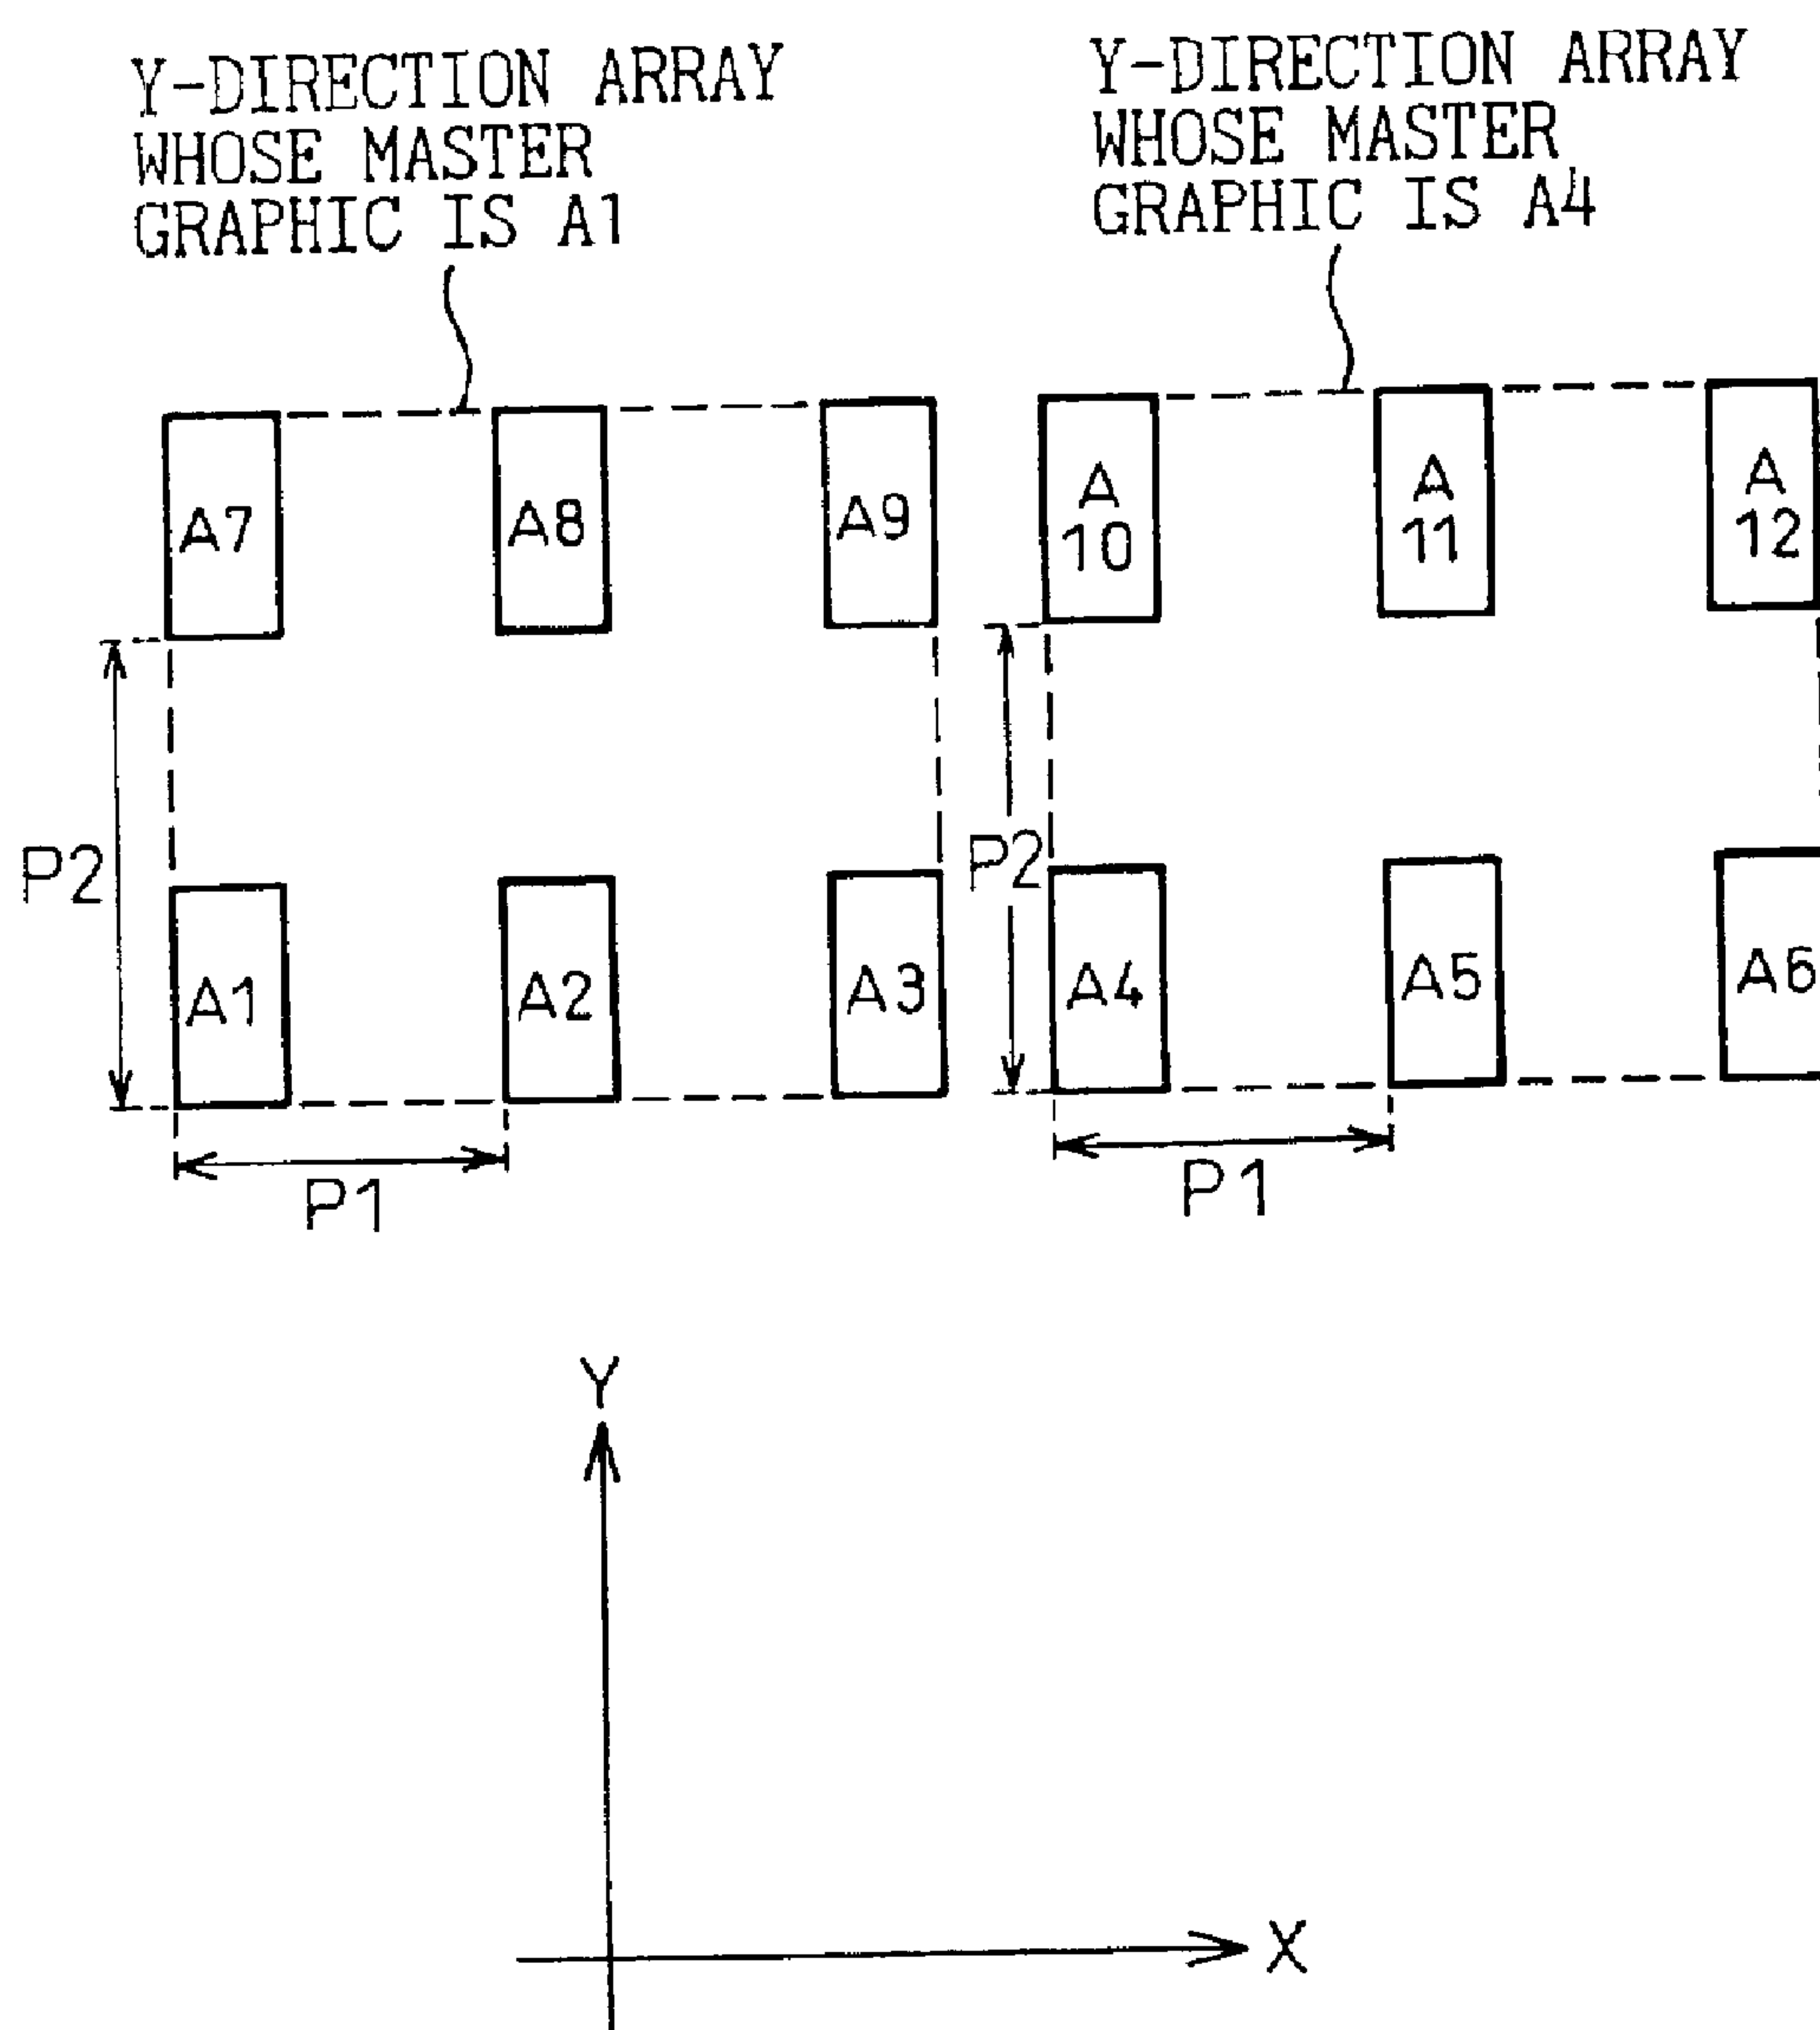 Y-DIRECTION ARRAY
WHOSE MASTER
GRAPHIC IS A1
Y-DIRECTION ARRAY
WHOSE MASTER
GRAPHIC IS A4
A7
A8
A9
A
10
A
11
A
12
P2
P2
A1
A2
A3
A4
A5
A6
P1
P1
Y
X